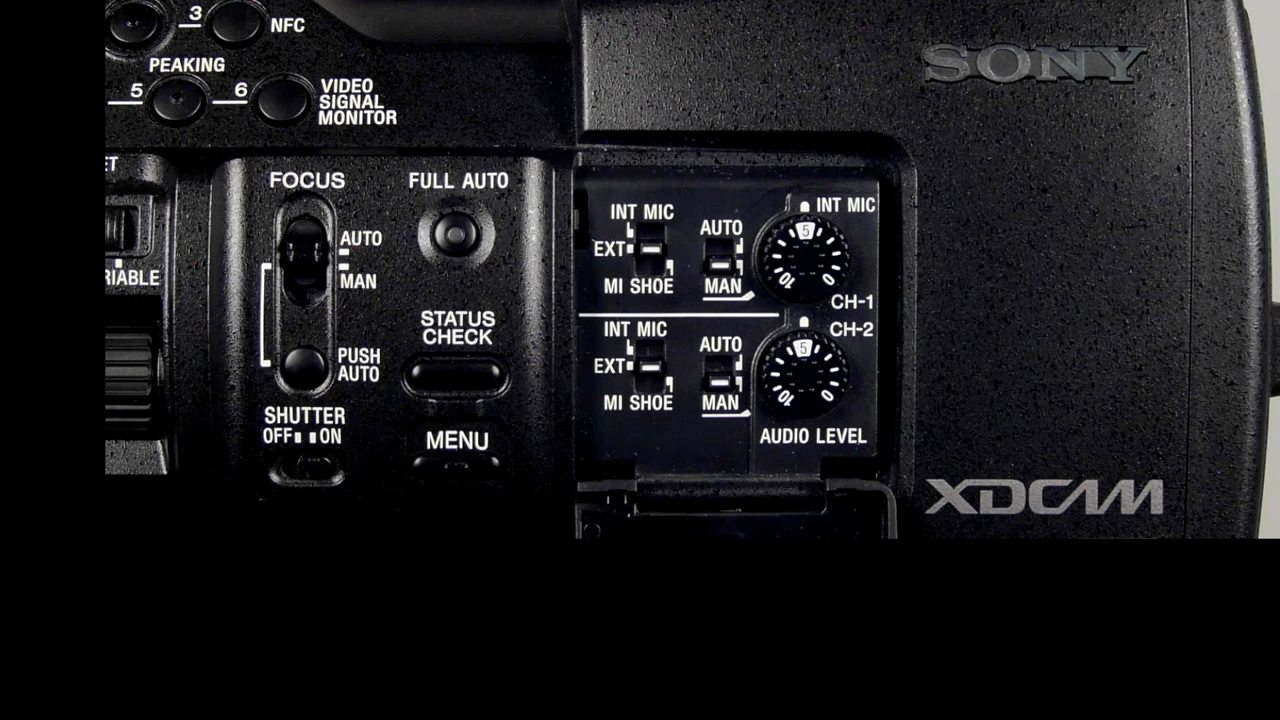 3 NFC
SONY
PEAKING
5 6 VIDEO
SIGNAL
MONITOR
FOCUS
AUTO
MAN
PUSH
AUTO
SHUTTER
OFF ON
FULL AUTO
STATUS
CHECK
MENU
INT MIC
EXT
MI SHOE
AUTO
MAN
INT MIC
5
10 0
CH-1
INT MIC
EXT
MI SHOE
AUTO
MAN
CH-2
5
10 0
AUDIO LEVEL
XDCAM